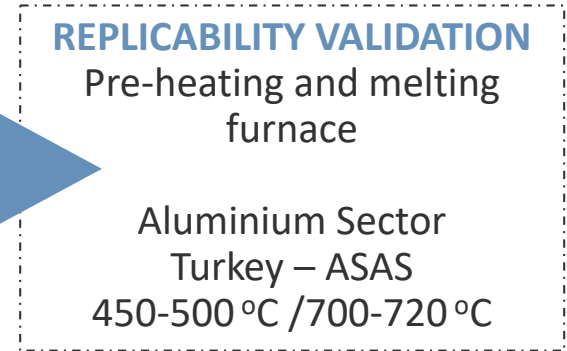 REPLICABILITY VALIDATION
Pre-heating and melting
furnace
Aluminium Sector
Turkey – ASAS
450-500 ºC /700-720 ºC